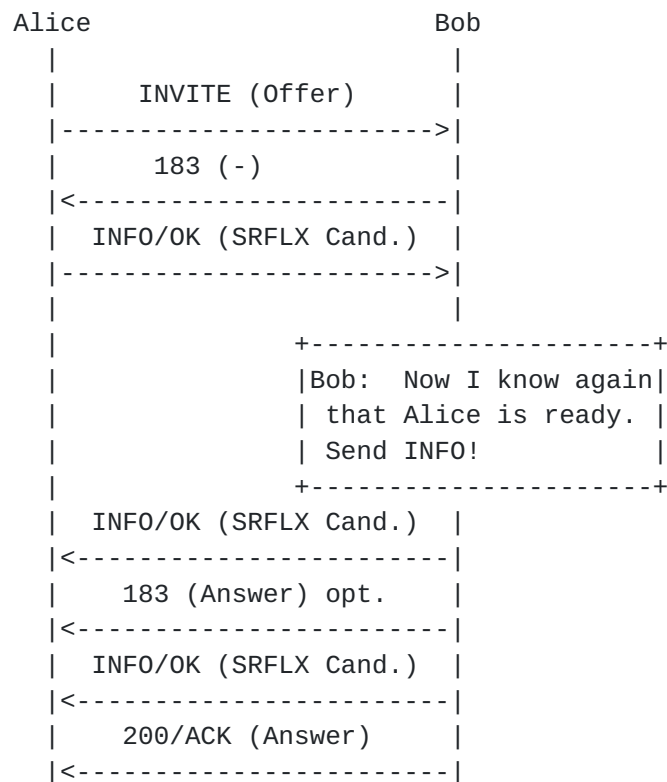 Alice Bob
INVITE (Offer)
183 (-)
INFO/OK (SRFLX Cand.)
Bob: Now I know again
that Alice is ready.
Send INFO!
INFO/OK (SRFLX Cand.)
183 (Answer) opt.
INFO/OK (SRFLX Cand.)
200/ACK (Answer)